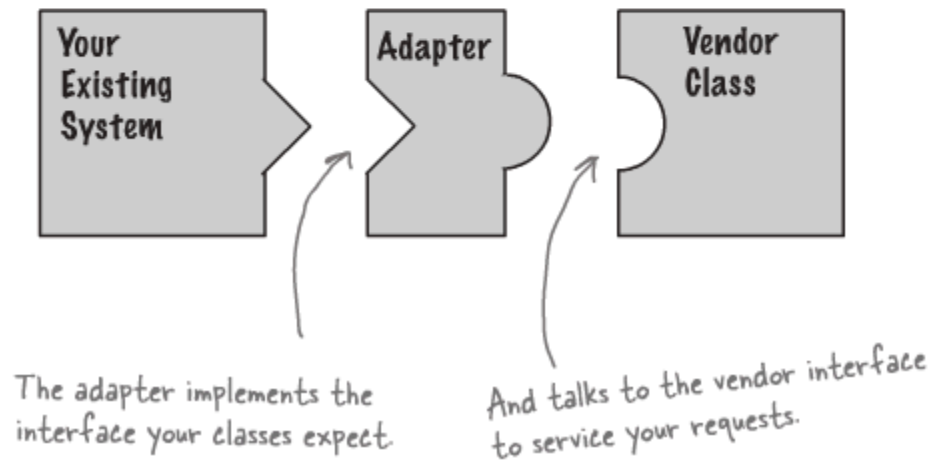 Your
Existing
System
Adapter
Vendor
Class
The adapter implements the
interface your classes expect.
And talks to the vendor interface
to service your requests.